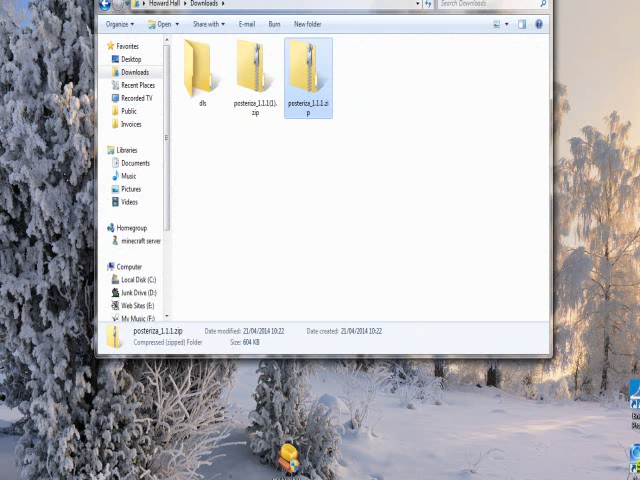 Howard Hall ▸ Downloads ▸
Search Downloads
Organize Open Share with E-mail Burn New folder
Favorites
Desktop
Downloads
Recent Places
Recorded TV
Public
Invoices
Libraries
Documents
Music
Pictures
Videos
Homegroup
minecraft server
Computer
Local Disk (C:)
Junk Drive (D:)
Web Sites (E:)
My Music (F:)
dls
posteriza_1.1.1(1).
zip
posteriza_1.1.1.zi
p
posteriza_1.1.1.zip Date modified: 21/04/2014 10:22 Date created: 21/04/2014 10:22
Compressed (zipped) Folder Size: 604 KB